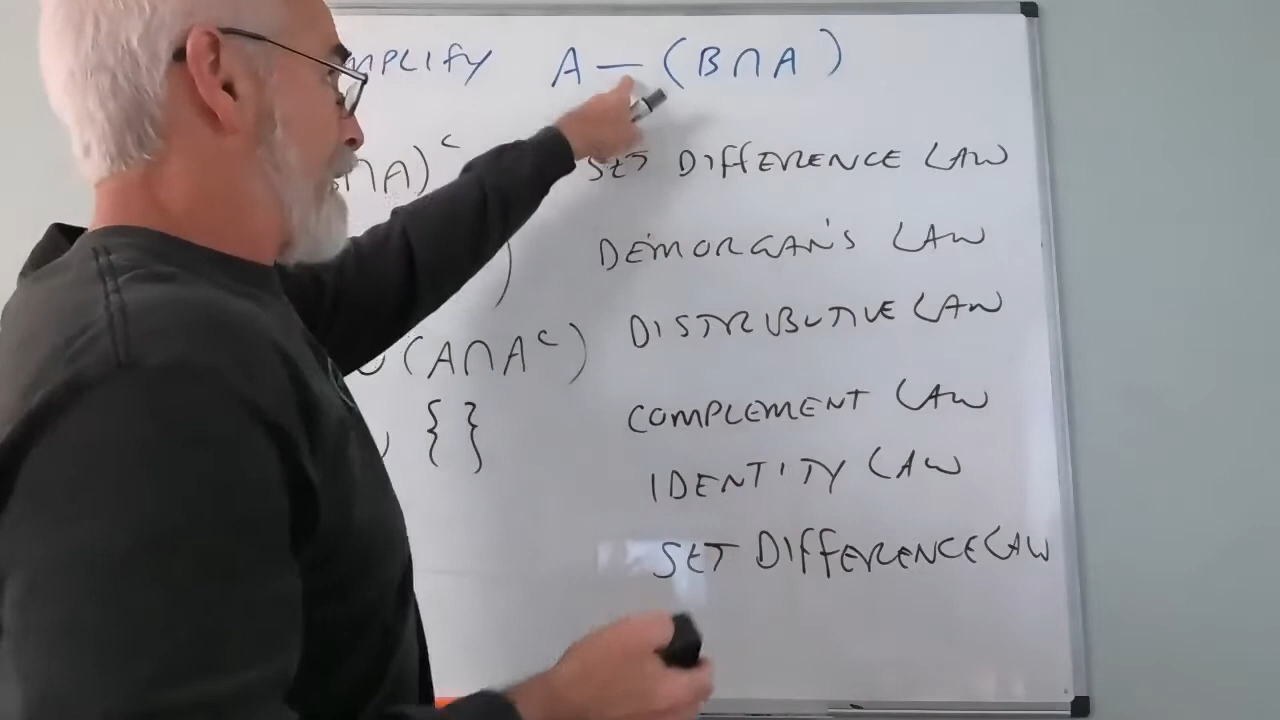 MPLIFY A — (B∩A)
∩A)ᶜ SET DIFFERENCE LAW
) DEMORGAN'S LAW
∪(A∩Aᶜ) DISTRIBUTIVE LAW
{ } COMPLEMENT LAW
IDENTITY LAW
SET DIFFERENCE LAW